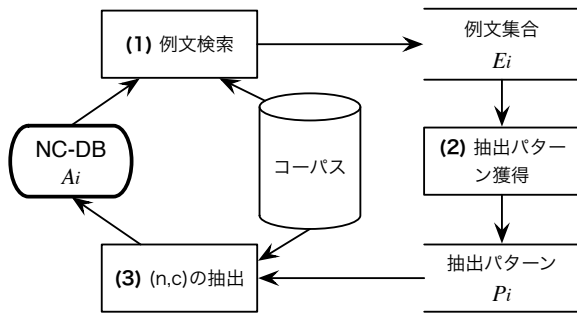 (1) 例文検索
例文集合
Ei
NC-DB
Ai
コーパス
(2) 抽出パター
ン獲得
(3) (n,c)の抽出
抽出パターン
Pi